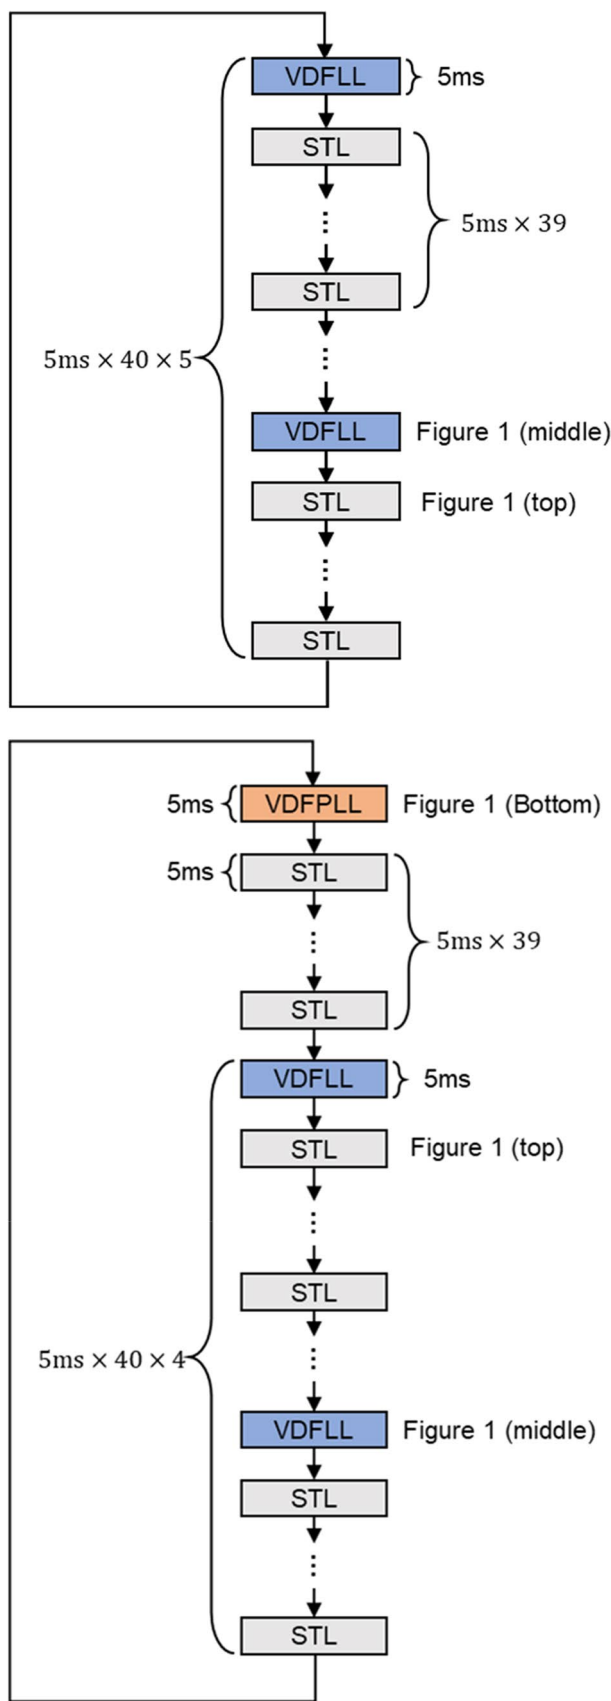 VDFLL
5ms
STL
5ms × 39
⋮
STL
5ms × 40 × 5
⋮
VDFLL
Figure 1 (middle)
STL
Figure 1 (top)
⋮
STL
5ms
VDFPLL
Figure 1 (Bottom)
5ms
STL
⋮
5ms × 39
STL
VDFLL
5ms
STL
Figure 1 (top)
⋮
STL
5ms × 40 × 4
⋮
VDFLL
Figure 1 (middle)
STL
⋮
STL